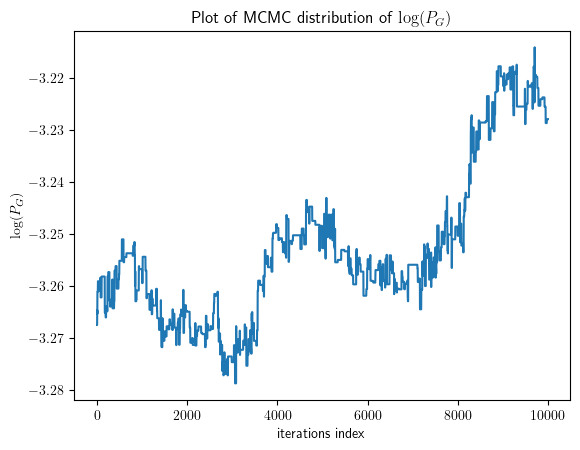 Plot of MCMC distribution of log(P_G)
log(P_G)
−3.22
−3.23
−3.24
−3.25
−3.26
−3.27
−3.28
0 2000 4000 6000 8000 10000
iterations index